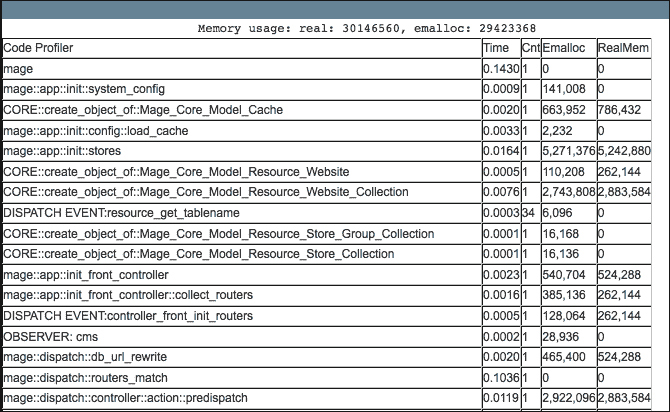 Memory usage: real: 30146560, emalloc: 29423368
Code Profiler Time Cnt Emalloc RealMem
mage 0.1430 1 0 0
mage::app::init::system_config 0.0009 1 141,008 0
CORE::create_object_of::Mage_Core_Model_Cache 0.0020 1 663,952 786,432
mage::app::init::config::load_cache 0.0033 1 2,232 0
mage::app::init::stores 0.0164 1 5,271,376 5,242,880
CORE::create_object_of::Mage_Core_Model_Resource_Website 0.0005 1 110,208 262,144
CORE::create_object_of::Mage_Core_Model_Resource_Website_Collection 0.0076 1 2,743,808 2,883,584
DISPATCH EVENT:resource_get_tablename 0.0003 34 6,096 0
CORE::create_object_of::Mage_Core_Model_Resource_Store_Group_Collection 0.0001 1 16,168 0
CORE::create_object_of::Mage_Core_Model_Resource_Store_Collection 0.0001 1 16,136 0
mage::app::init_front_controller 0.0023 1 540,704 524,288
mage::app::init_front_controller::collect_routers 0.0016 1 385,136 262,144
DISPATCH EVENT:controller_front_init_routers 0.0005 1 128,064 262,144
OBSERVER: cms 0.0002 1 28,936 0
mage::dispatch::db_url_rewrite 0.0020 1 465,400 524,288
mage::dispatch::routers_match 0.1036 1 0 0
mage::dispatch::controller::action::predispatch 0.0119 1 2,922,096 2,883,584